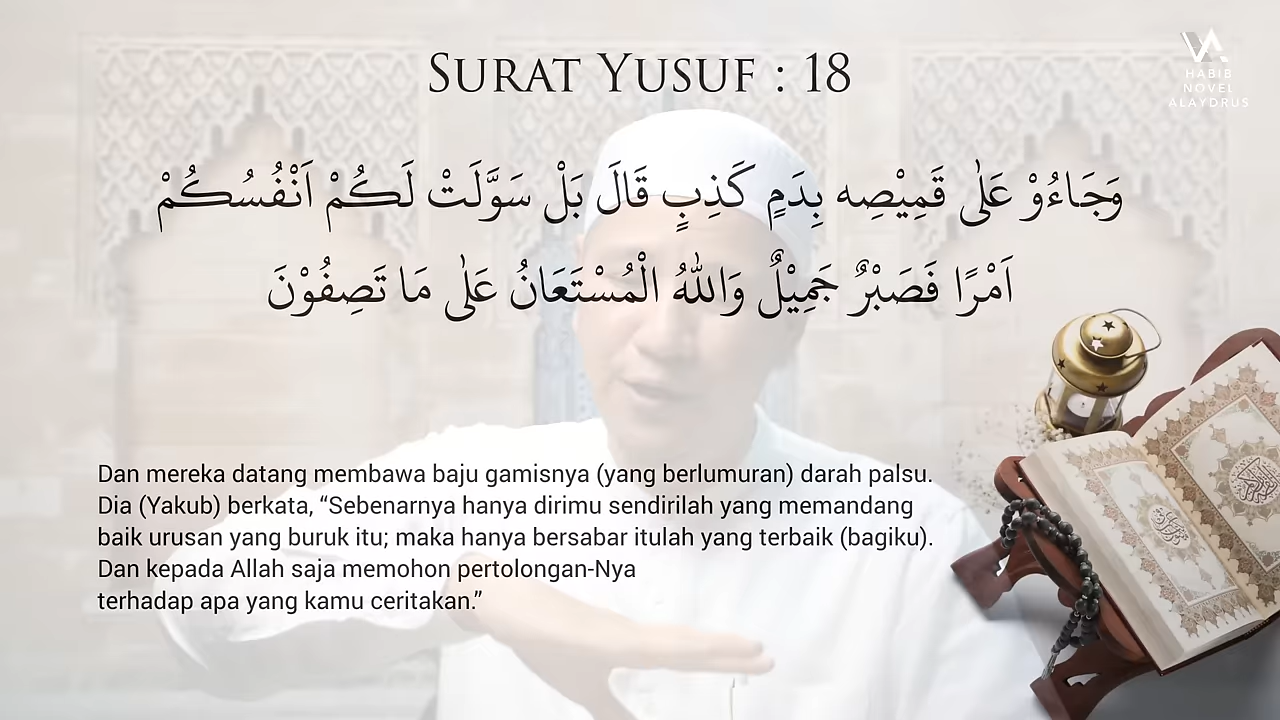 SURAT YUSUF : 18
HABIB
NOVEL
ALAYDRUS
وَجَاءُوْ عَلٰى قَمِيْصِه بِدَمٍ كَذِبٍ قَالَ بَلْ سَوَّلَتْ لَكُمْ اَنْفُسُكُمْ
اَمْرًا فَصَبْرٌ جَمِيْلٌ وَاللّٰهُ الْمُسْتَعَانُ عَلٰى مَا تَصِفُوْنَ
Dan mereka datang membawa baju gamisnya (yang berlumuran) darah palsu.
Dia (Yakub) berkata, “Sebenarnya hanya dirimu sendirilah yang memandang
baik urusan yang buruk itu; maka hanya bersabar itulah yang terbaik (bagiku).
Dan kepada Allah saja memohon pertolongan-Nya
terhadap apa yang kamu ceritakan.”